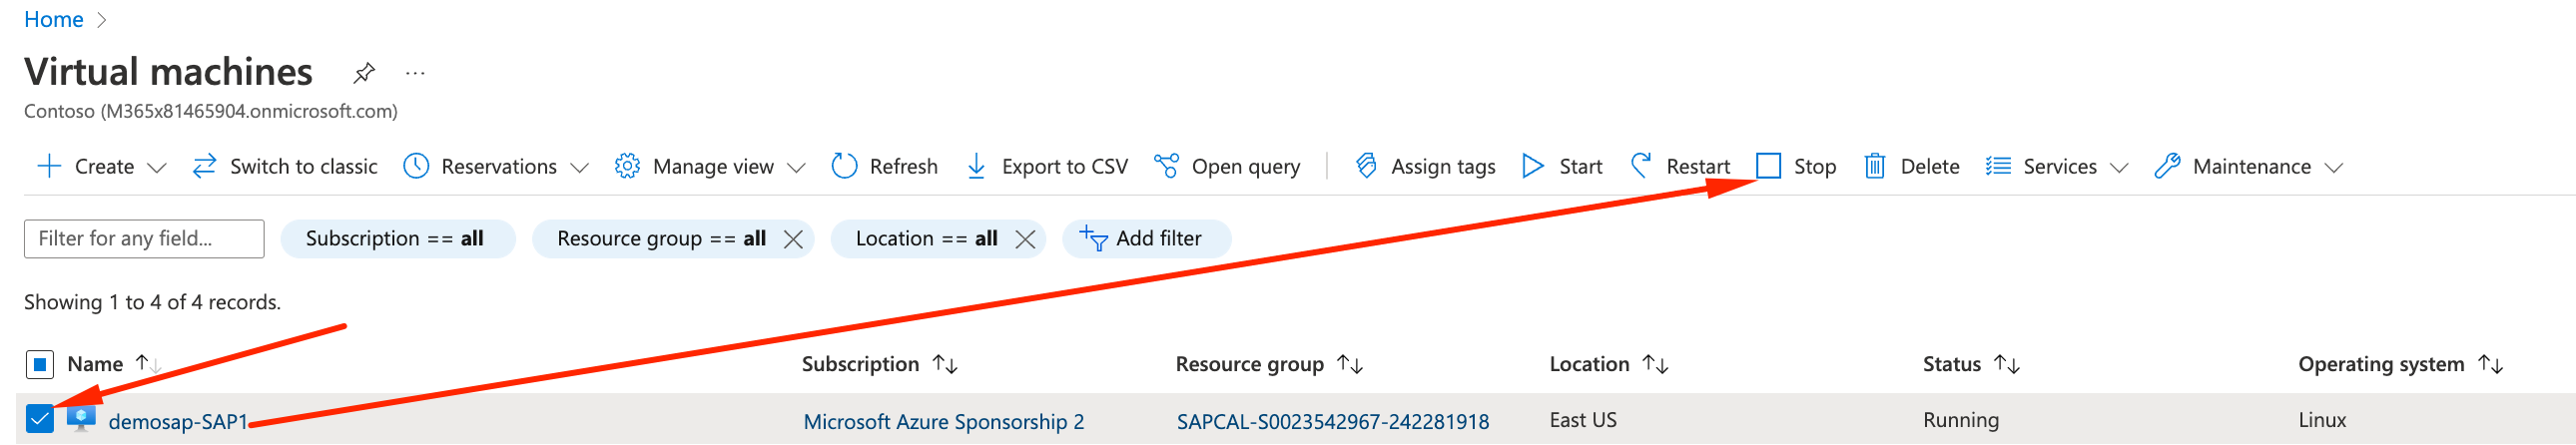 Home
Virtual machines
Contoso (M365x81465904.onmicrosoft.com)
Create Switch to classic Reservations Manage view Refresh Export to CSV Open query Assign tags Start Restart Stop Delete Services Maintenance
Filter for any field... Subscription == all Resource group == all Location == all Add filter
Showing 1 to 4 of 4 records.
Name Subscription Resource group Location Status Operating system
demosap-SAP1 Microsoft Azure Sponsorship 2 SAPCAL-S0023542967-242281918 East US Running Linux